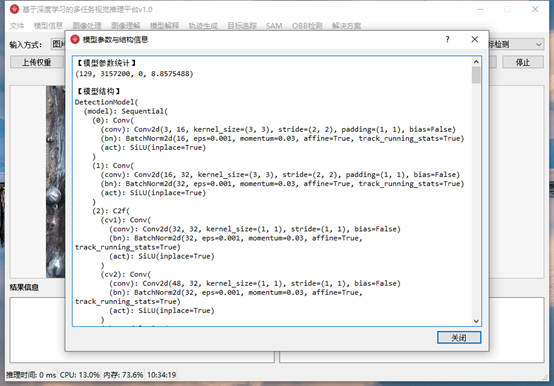 基于深度学习的多任务视觉推理平台v1.0
文件 模型信息 图像处理 图像理解 模型解释 轨迹生成 目标追踪 SAM OBB检测 解决方案
输入方式: 图片
标检测
上传权重
停止
模型参数与结构信息
【模型参数统计】
(129, 3157200, 0, 8.8575488)
【模型结构】
DetectionModel(
(model): Sequential(
(0): Conv(
(conv): Conv2d(3, 16, kernel_size=(3, 3), stride=(2, 2), padding=(1, 1), bias=False)
(bn): BatchNorm2d(16, eps=0.001, momentum=0.03, affine=True, track_running_stats=True)
(act): SiLU(inplace=True)
)
(1): Conv(
(conv): Conv2d(16, 32, kernel_size=(3, 3), stride=(2, 2), padding=(1, 1), bias=False)
(bn): BatchNorm2d(32, eps=0.001, momentum=0.03, affine=True, track_running_stats=True)
(act): SiLU(inplace=True)
)
(2): C2f(
(cv1): Conv(
(conv): Conv2d(32, 32, kernel_size=(1, 1), stride=(1, 1), bias=False)
(bn): BatchNorm2d(32, eps=0.001, momentum=0.03, affine=True,
track_running_stats=True)
(act): SiLU(inplace=True)
)
(cv2): Conv(
(conv): Conv2d(48, 32, kernel_size=(1, 1), stride=(1, 1), bias=False)
(bn): BatchNorm2d(32, eps=0.001, momentum=0.03, affine=True,
track_running_stats=True)
(act): SiLU(inplace=True)
)
关闭
结果信息
推理时间: 0 ms CPU: 13.0% 内存: 73.6% 10:34:19